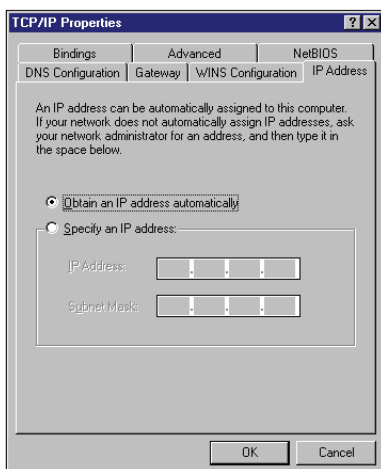 TCP/IP Properties
Bindings
Advanced
NetBIOS
DNS Configuration
Gateway
WINS Configuration
IP Address
An IP address can be automatically assigned to this computer.
If your network does not automatically assign IP addresses, ask
your network administrator for an address, and then type it in
the space below.
Obtain an IP address automatically
Specify an IP address:
IP Address:
Subnet Mask:
OK
Cancel